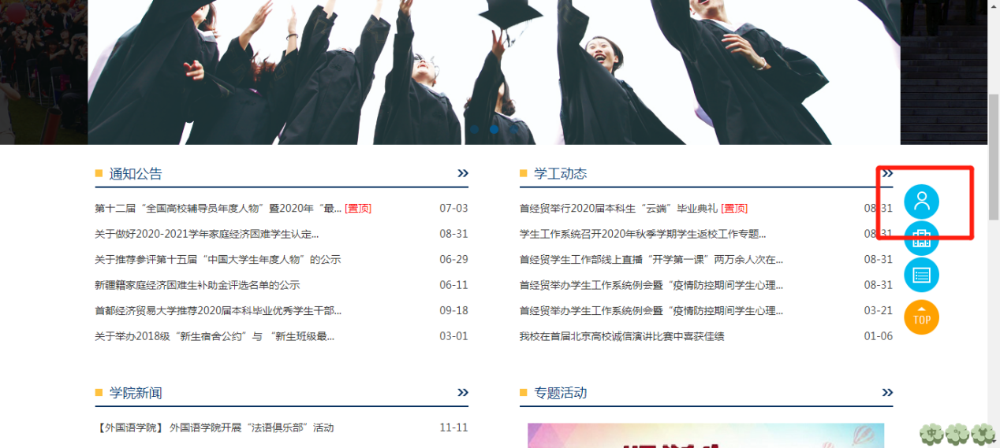 通知公告
第十二届“全国高校辅导员年度人物”暨2020年“最... [置顶] 07-03
关于做好2020-2021学年家庭经济困难学生认定... 08-31
关于推荐参评第十五届“中国大学生年度人物”的公示 06-29
新疆籍家庭经济困难生补助金评选名单的公示 06-11
首都经济贸易大学推荐2020届本科毕业优秀学生干部... 09-18
关于举办2018级“新生宿舍公约”与 “新生班级最... 03-01
学工动态
首经贸举行2020届本科生“云端”毕业典礼 [置顶] 08-31
学生工作系统召开2020年秋季学期学生返校工作专题... 08-31
首经贸学生工作部线上直播“开学第一课”两万余人次在... 08-31
首经贸举办学生工作系统例会暨“疫情防控期间学生心理... 08-31
首经贸举办学生工作系统例会暨“疫情防控期间学生心理... 03-21
我校在首届北京高校诚信演讲比赛中喜获佳绩 01-06
TOP
学院新闻
【外国语学院】 外国语学院开展“法语俱乐部”活动 11-11
专题活动